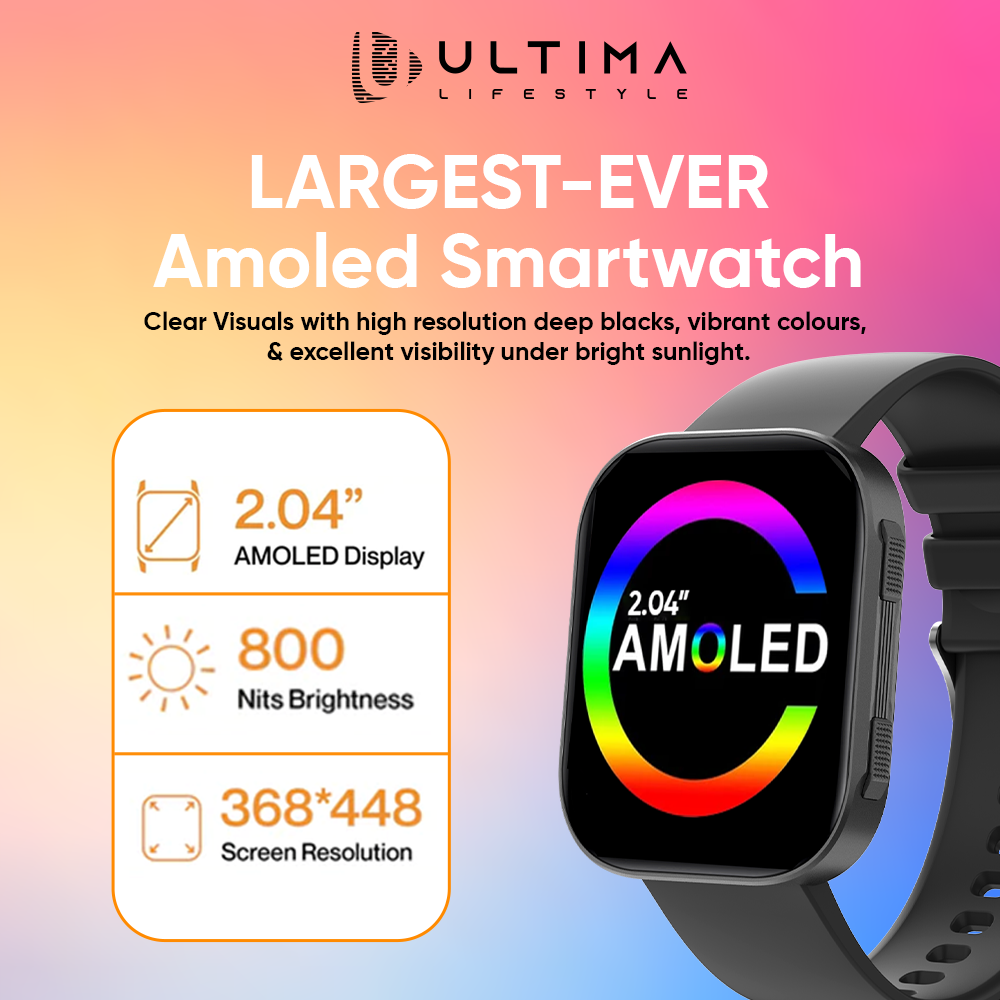 ULTIMA
LIFESTYLE
LARGEST-EVER
Amoled Smartwatch
Clear Visuals with high resolution deep blacks, vibrant colours,
& excellent visibility under bright sunlight.
2.04”
AMOLED Display
800
Nits Brightness
368*448
Screen Resolution
2.04"
AMOLED